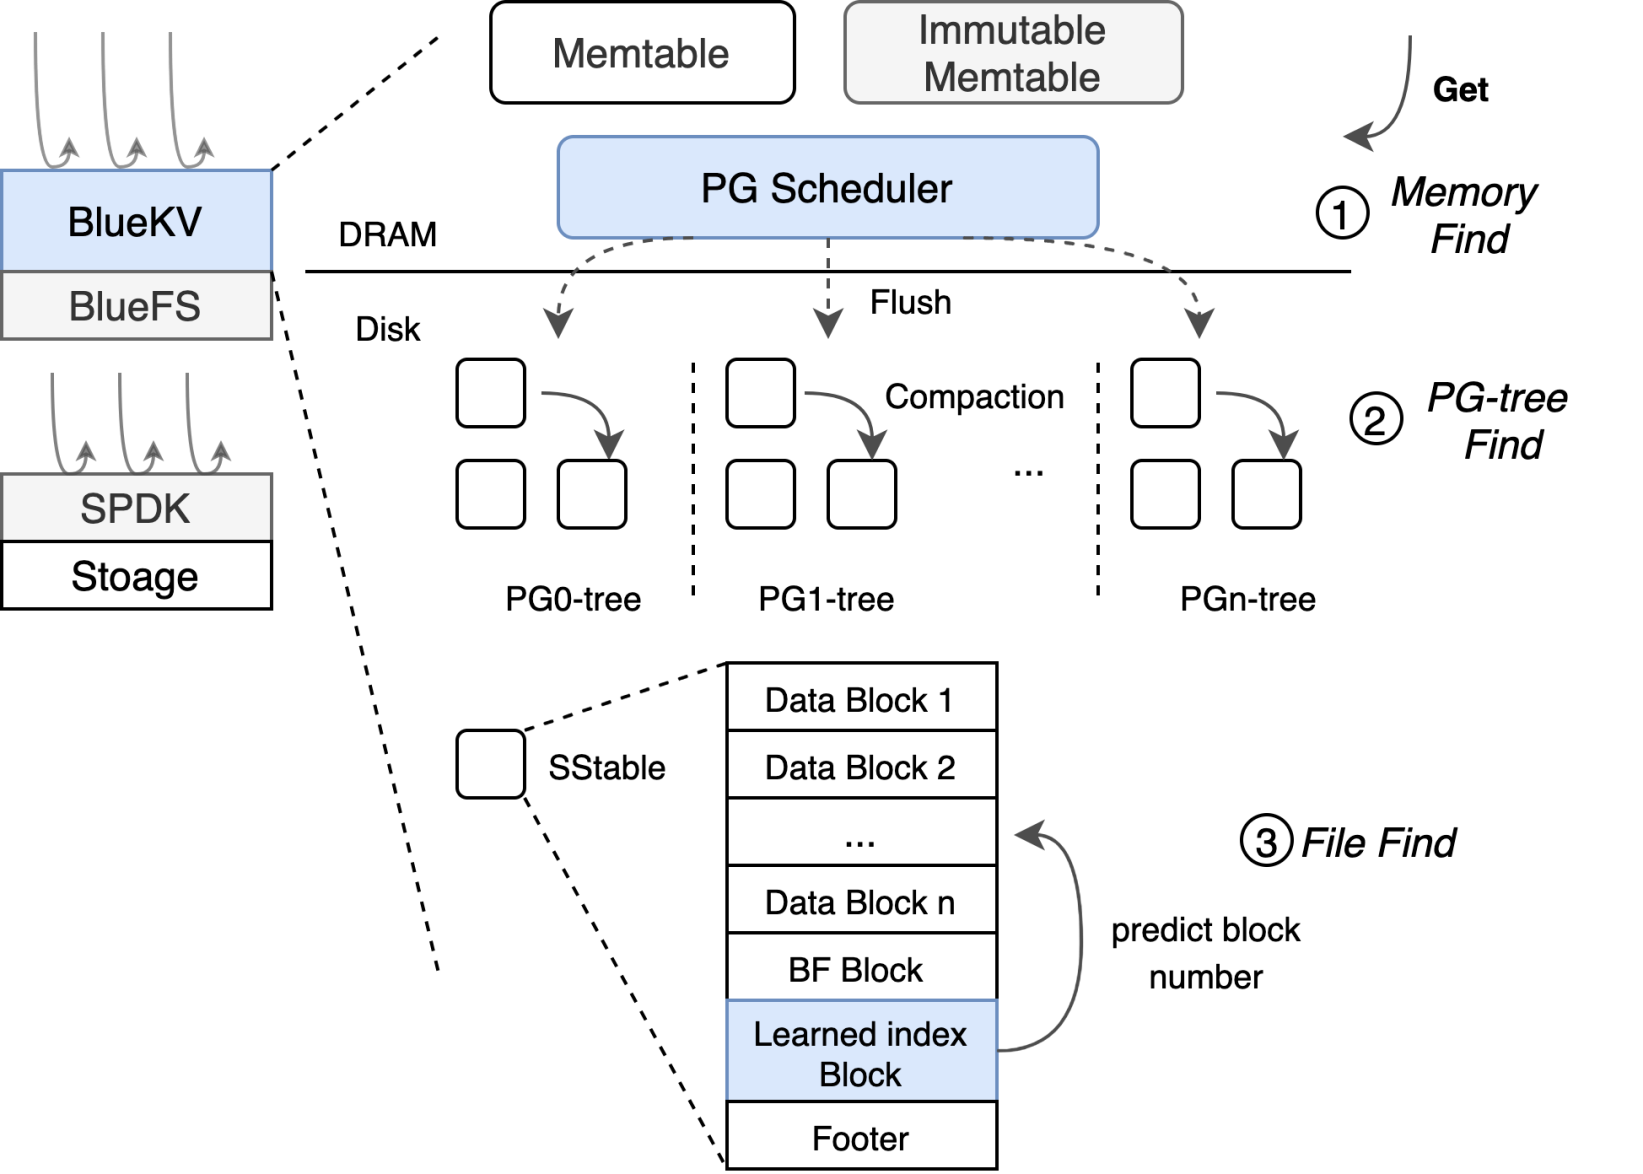 Memtable
Immutable
Memtable
Get
BlueKV
PG Scheduler
1
Memory
Find
DRAM
BlueFS
Flush
Disk
Compaction
2
PG-tree
Find
...
SPDK
Stoage
PG0-tree
PG1-tree
PGn-tree
Data Block 1
SStable
Data Block 2
...
3 File Find
Data Block n
predict block
number
BF Block
Learned index
Block
Footer